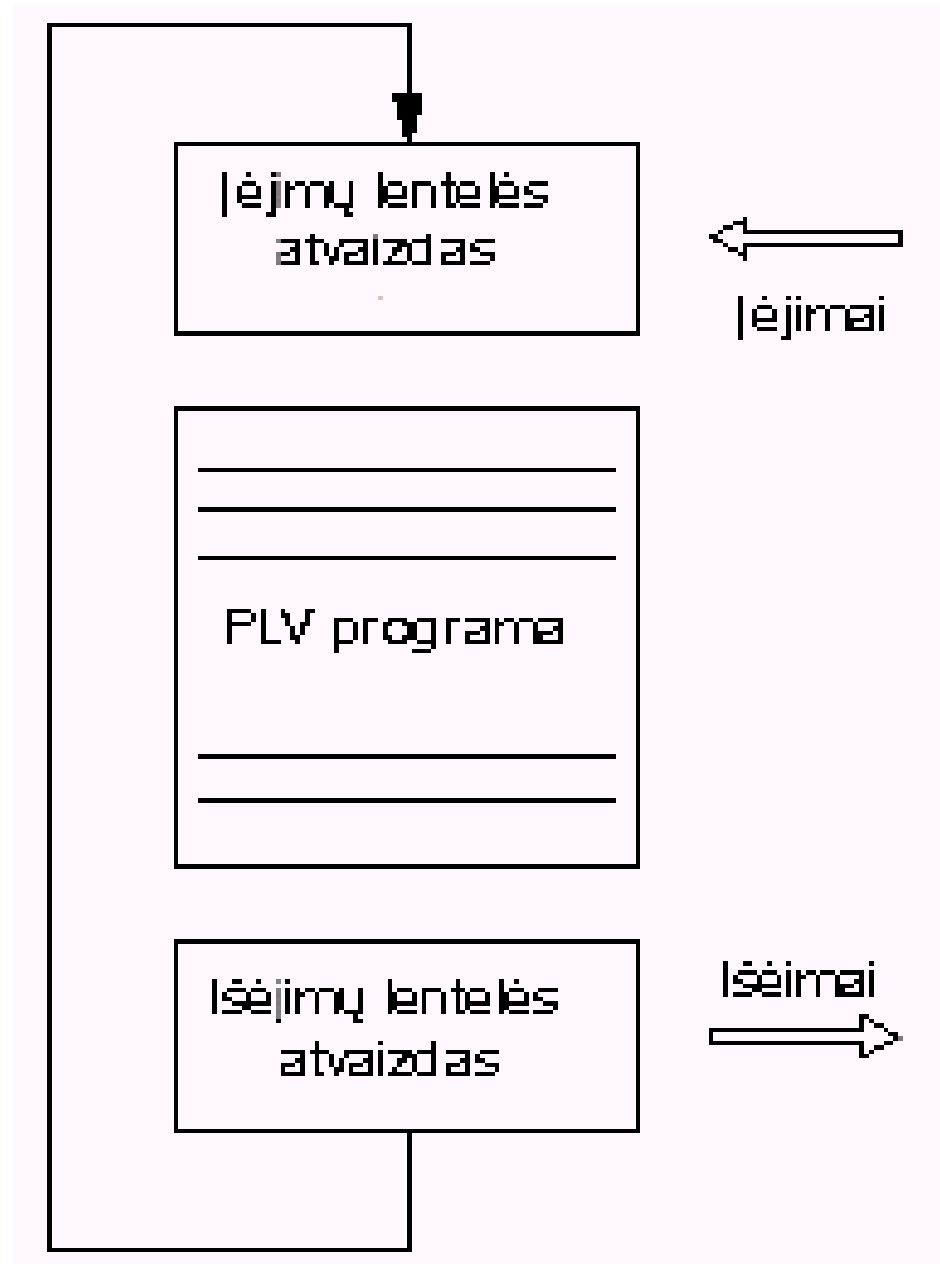 Įėjimų lentelės
atvaizdas
Įėjimai
PLV programa
Išėjimų lentelės
atvaizdas
Išėimai